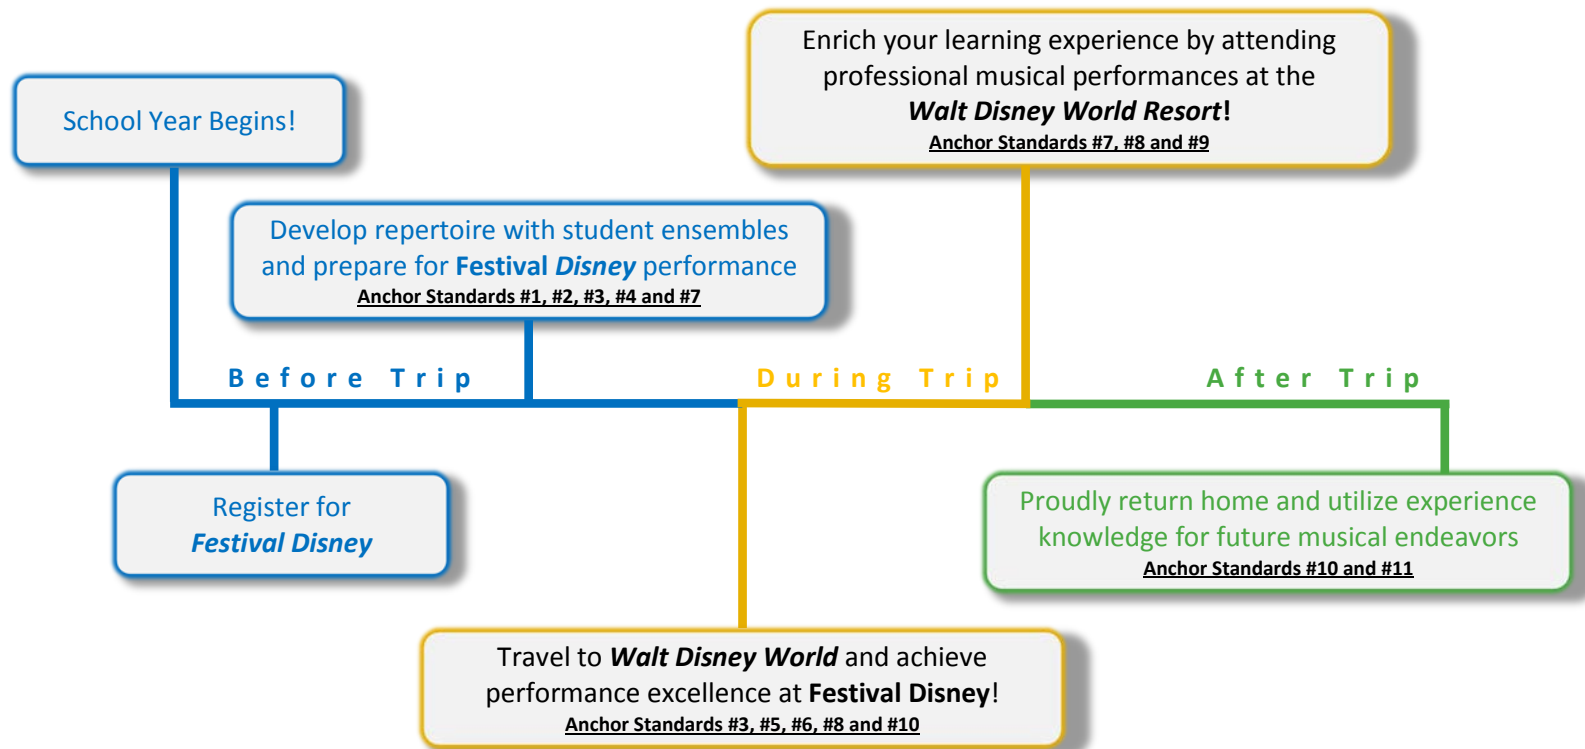 School Year Begins!
Enrich your learning experience by attending
professional musical performances at the
Walt Disney World Resort!
Anchor Standards #7, #8 and #9
Develop repertoire with student ensembles
and prepare for Festival Disney performance
Anchor Standards #1, #2, #3, #4 and #7
Before Trip
During Trip
After Trip
Register for
Festival Disney
Proudly return home and utilize experience
knowledge for future musical endeavors
Anchor Standards #10 and #11
Travel to Walt Disney World and achieve
performance excellence at Festival Disney!
Anchor Standards #3, #5, #6, #8 and #10